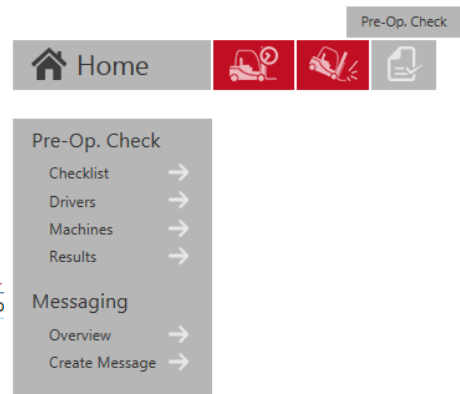 Pre-Op. Check
Home
Pre-Op. Check
Checklist
Drivers
Machines
Results
Messaging
Overview
Create Message